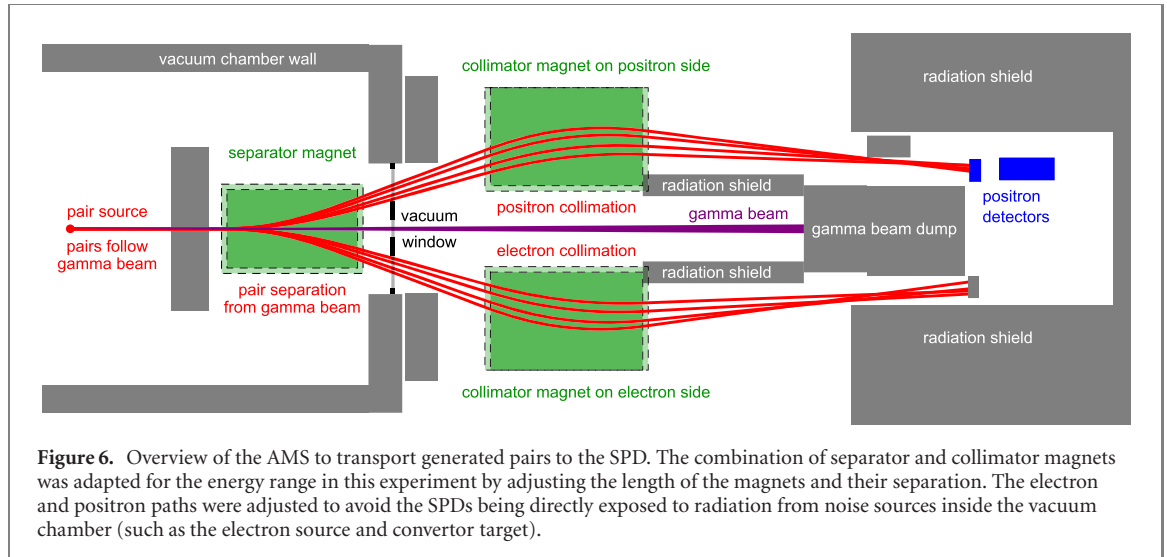 vacuum chamber wall
collimator magnet on positron side
radiation shield
separator magnet
positron
detectors
pair source
pairs follow
gamma beam
vacuum
window
positron collimation
radiation shield
gamma beam
gamma beam dump
electron collimation
radiation shield
pair separation
from gamma beam
radiation shield
collimator magnet on electron side
Figure 6. Overview of the AMS to transport generated pairs to the SPD. The combination of separator and collimator magnets
was adapted for the energy range in this experiment by adjusting the length of the magnets and their separation. The electron
and positron paths were adjusted to avoid the SPDs being directly exposed to radiation from noise sources inside the vacuum
chamber (such as the electron source and convertor target).